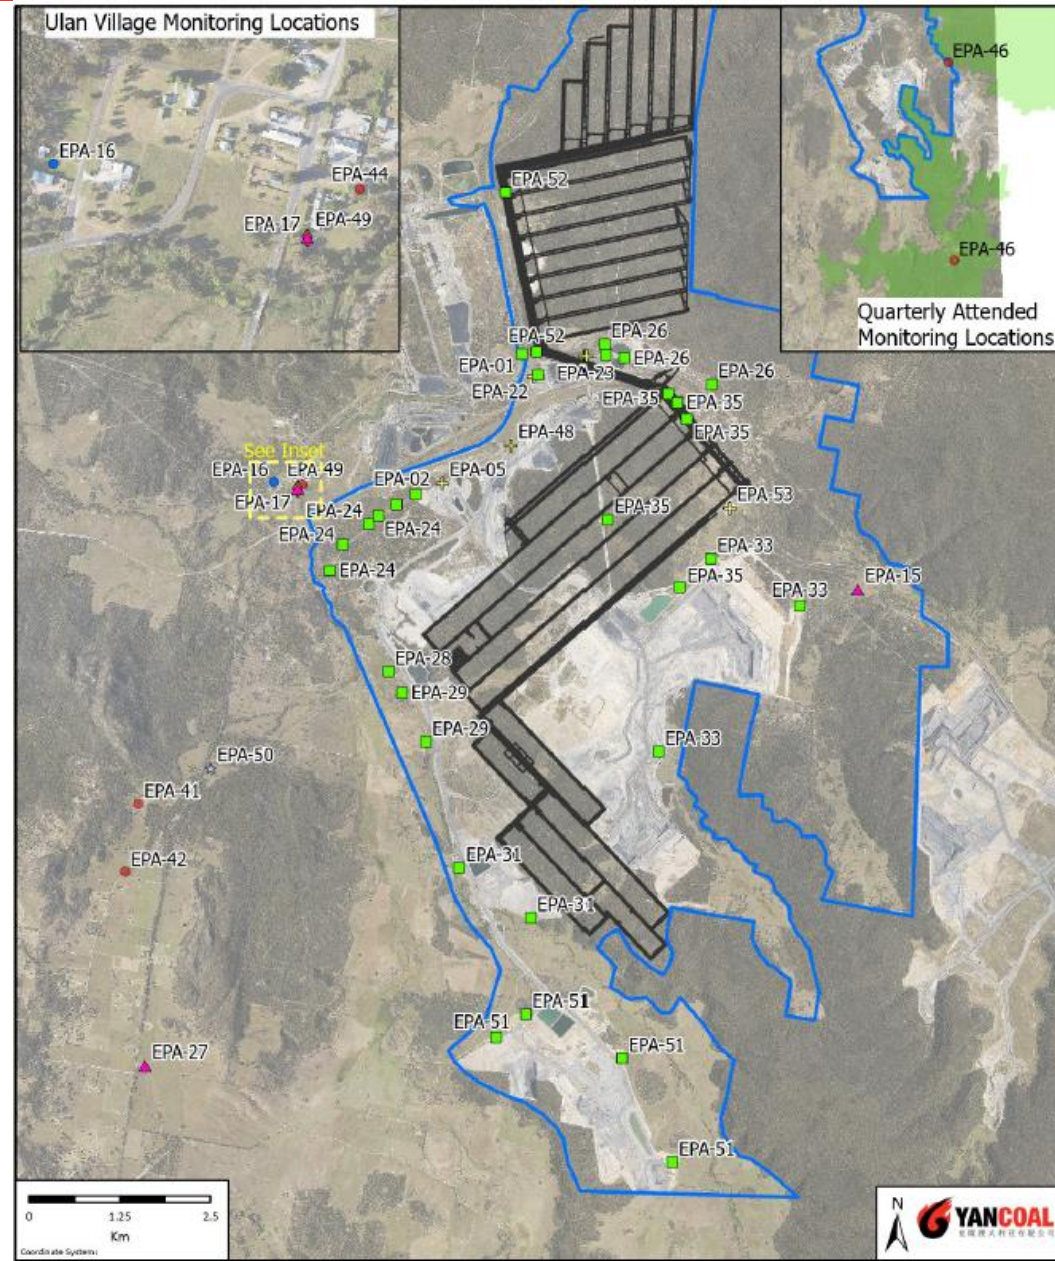 Ulan Village Monitoring Locations
EPA-16
EPA-44
EPA-17
EPA-49
EPA-46
EPA-46
Quarterly Attended
Monitoring Locations
EPA-52
EPA-52
EPA-26
EPA-01
EPA-23
EPA-26
EPA-22
EPA-26
EPA-35
EPA-35
EPA-35
EPA-48
See Inset
EPA-16
EPA-49
EPA-02
EPA-05
EPA-17
EPA-24
EPA-53
EPA-24
EPA-24
EPA-35
EPA-24
EPA-33
EPA-35
EPA-15
EPA-33
EPA-28
EPA-29
EPA-29
EPA-33
EPA-50
EPA-41
EPA-42
EPA-31
EPA-31
EPA-51
EPA-51
EPA-51
EPA-27
EPA-51
0 1.25 2.5
Km
Coordinate System:
N
YANCOAL